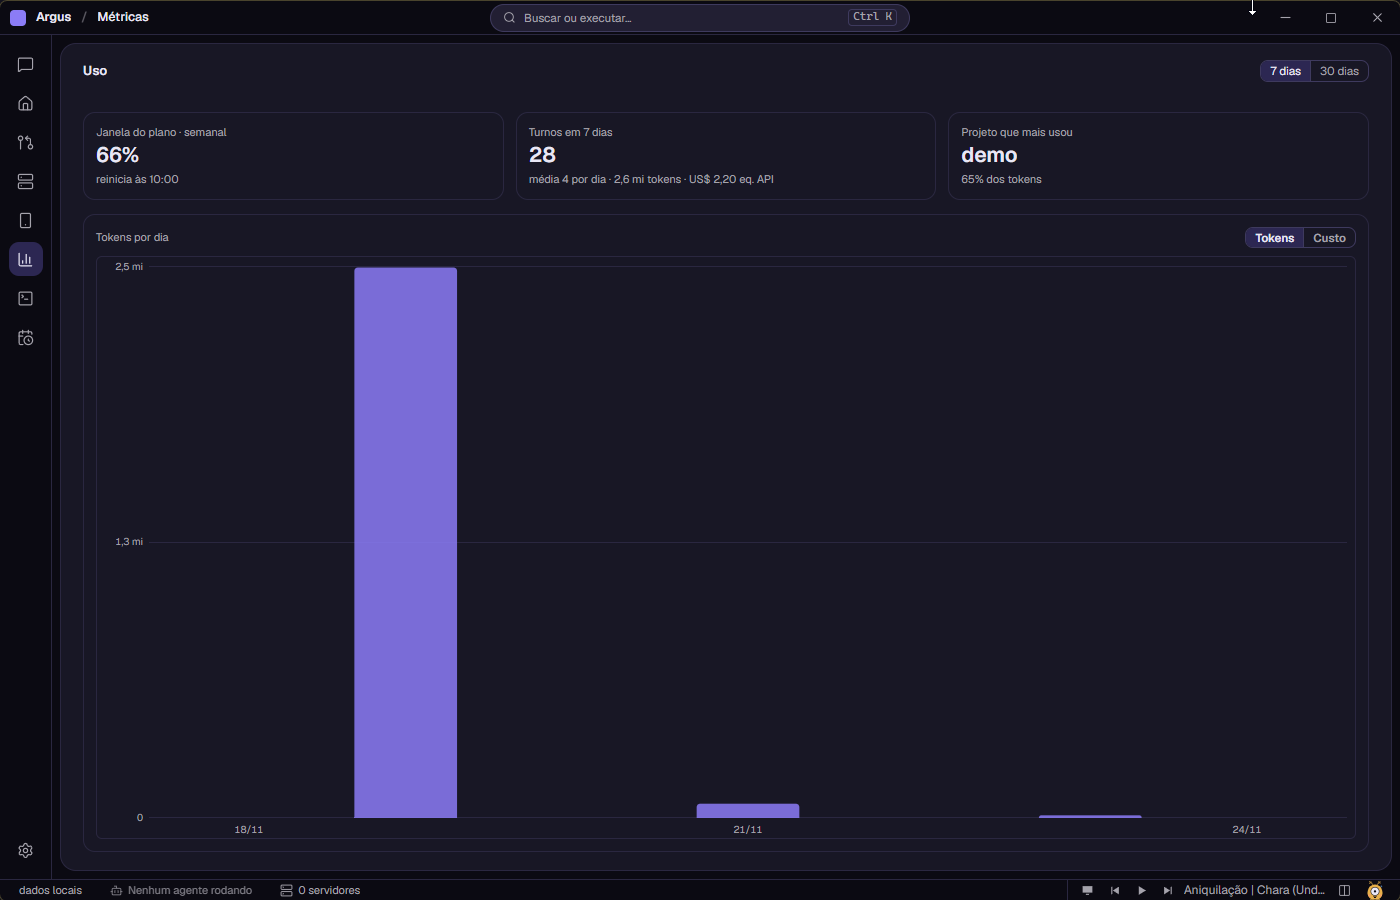 Argus / Métricas
Buscar ou executar...
Ctrl K
Uso
7 dias
30 dias
Janela do plano · semanal
66%
reinicia às 10:00
Turnos em 7 dias
28
média 4 por dia · 2,6 mi tokens · US$ 2,20 eq. API
Projeto que mais usou
demo
65% dos tokens
Tokens por dia
Tokens
Custo
2,5 mi
1,3 mi
0
18/11
21/11
24/11
dados locais
Nenhum agente rodando
0 servidores
Aniquilação | Chara (Und...